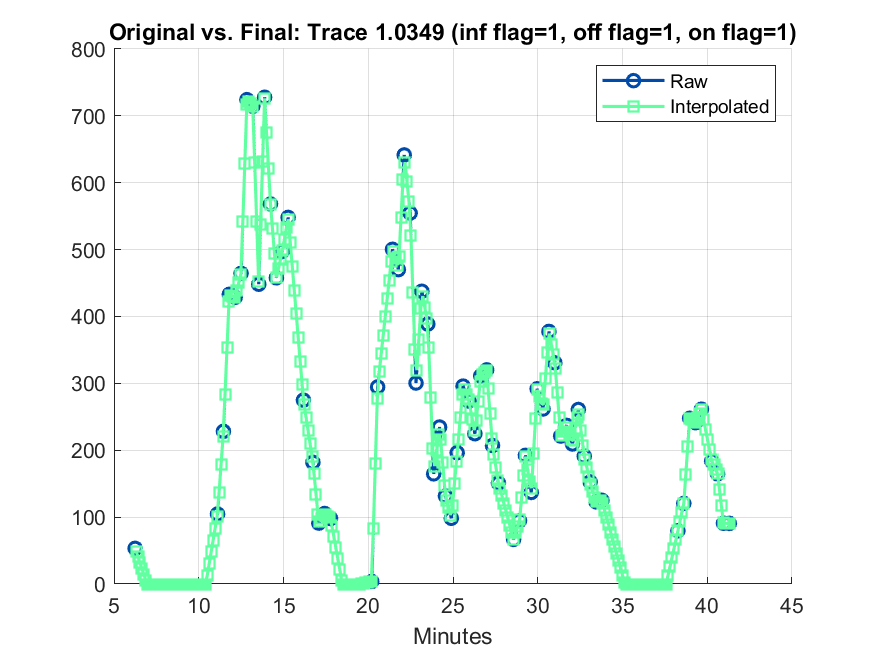 Original vs. Final: Trace 1.0349 (inf flag=1, off flag=1, on flag=1)
800
700
600
500
400
300
200
100
0
Raw
Interpolated
5 10 15 20 25 30 35 40 45
Minutes